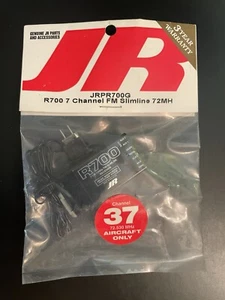 GENUINE JR PARTS
AND ACCESSORIES
3 YEAR
WARRANTY
JR
JRPR700G
R700 7 Channel FM Slimline 72MH
R700
JR
Channel
37
72.530 MHz
AIRCRAFT
ONLY